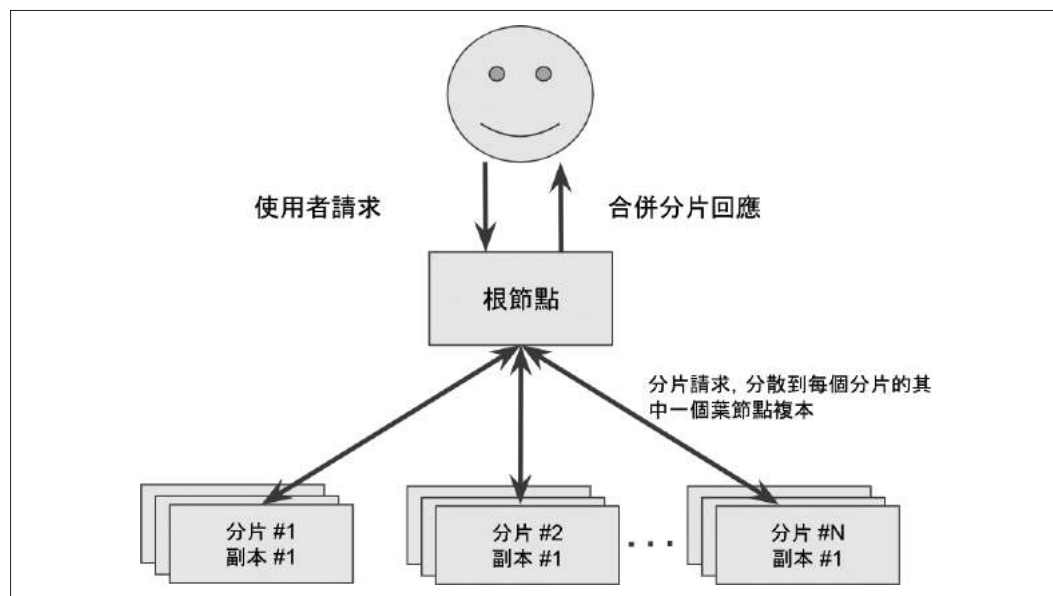 使用者請求
合併分片回應
根節點
分片請求, 分散到每個分片的其
中一個葉節點複本
分片 #1
副本 #1
分片 #2
副本 #1
...
分片 #N
副本 #1